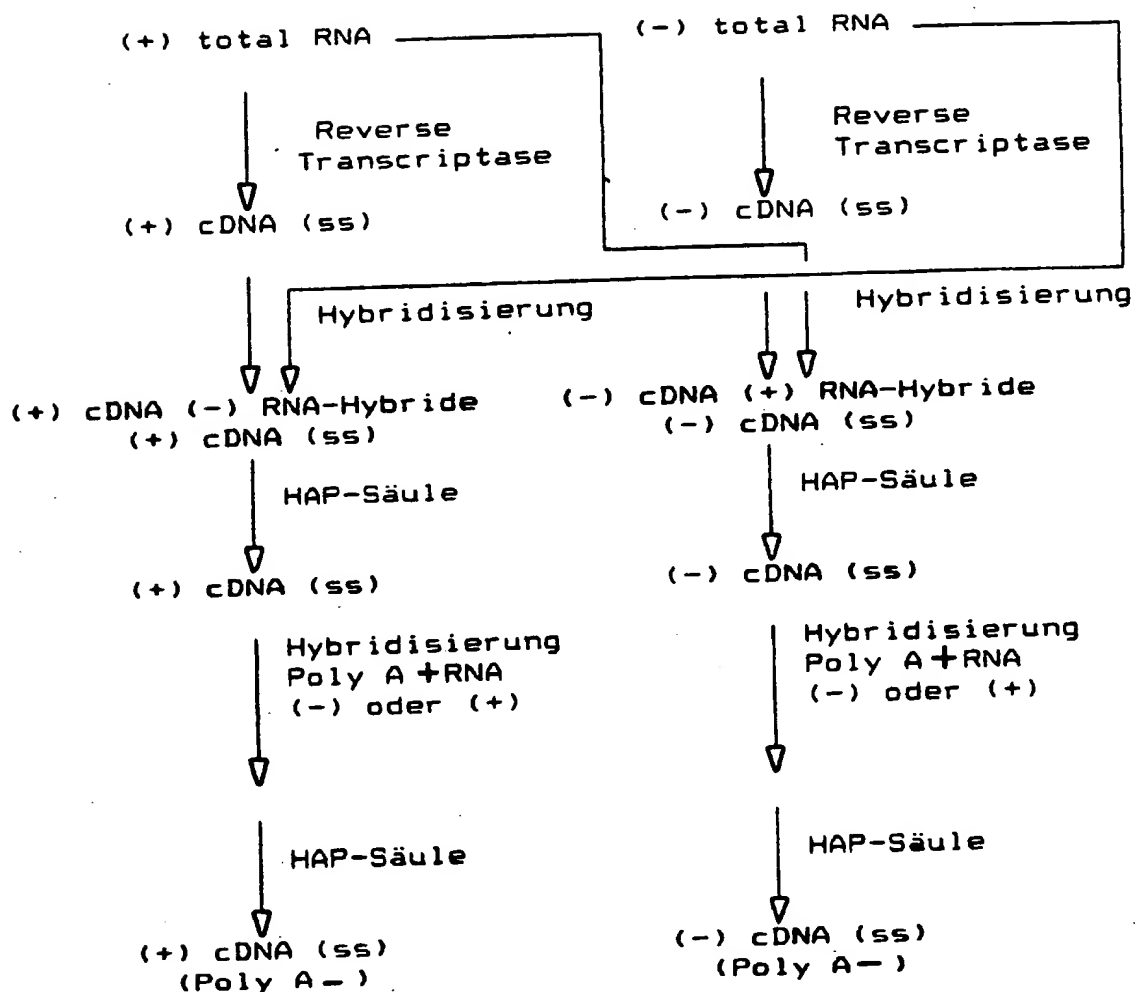 (+) total RNA
(-) total RNA
Reverse
Transcriptase
Reverse
Transcriptase
(+) cDNA (ss)
(-) cDNA (ss)
Hybridisierung
Hybridisierung
(+) cDNA (-) RNA-Hybride
(+) cDNA (ss)
(-) cDNA (+) RNA-Hybride
(-) cDNA (ss)
HAP-Säule
HAP-Säule
(+) cDNA (ss)
(-) cDNA (ss)
Hybridisierung
Poly A +RNA
(-) oder (+)
Hybridisierung
Poly A +RNA
(-) oder (+)
HAP-Säule
HAP-Säule
(+) cDNA (ss)
(Poly A - )
(-) cDNA (ss)
(Poly A - )